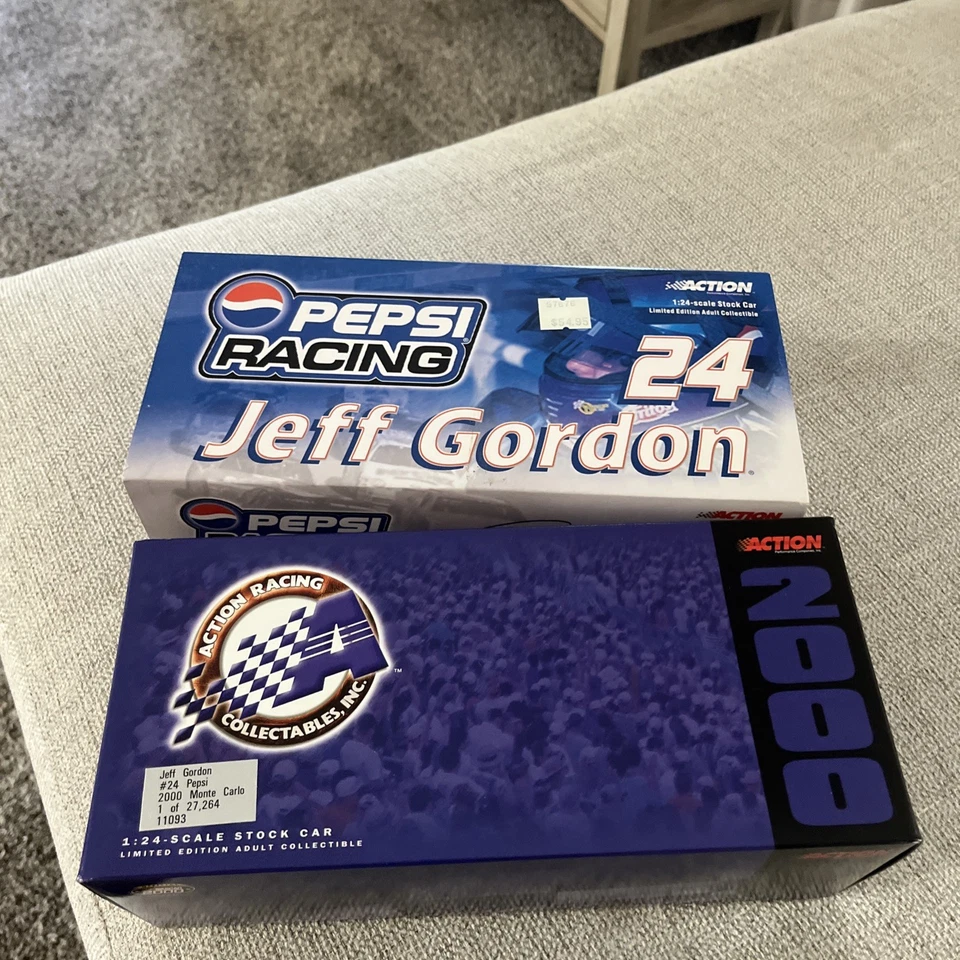 PEPSI
RACING
ACTION
1:24-scale Stock Car
Limited Edition Adult Collectible
$54.95
24
Jeff Gordon
PEPSI
ACTION
ACTION
2000
ACTION RACING
COLLECTABLES, INC.
TM
Jeff Gordon
#24 Pepsi
2000 Monte Carlo
1 of 27,264
11093
1:24-SCALE STOCK CAR
LIMITED EDITION ADULT COLLECTIBLE